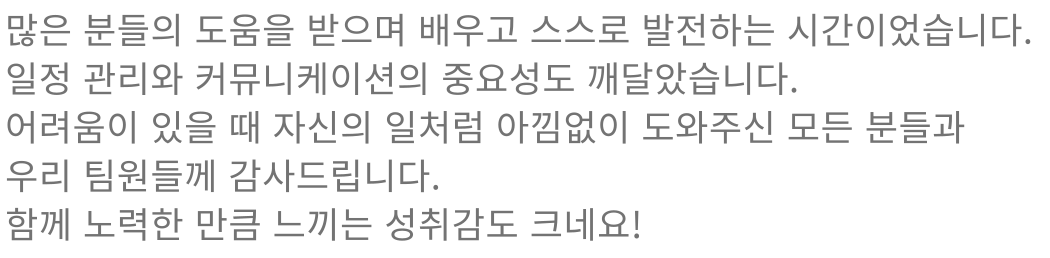 많은 분들의 도움을 받으며 배우고 스스로 발전하는 시간이었습니다.
일정 관리와 커뮤니케이션의 중요성도 깨달았습니다.
어려움이 있을 때 자신의 일처럼 아낌없이 도와주신 모든 분들과
우리 팀원들께 감사드립니다.
함께 노력한 만큼 느끼는 성취감도 크네요!